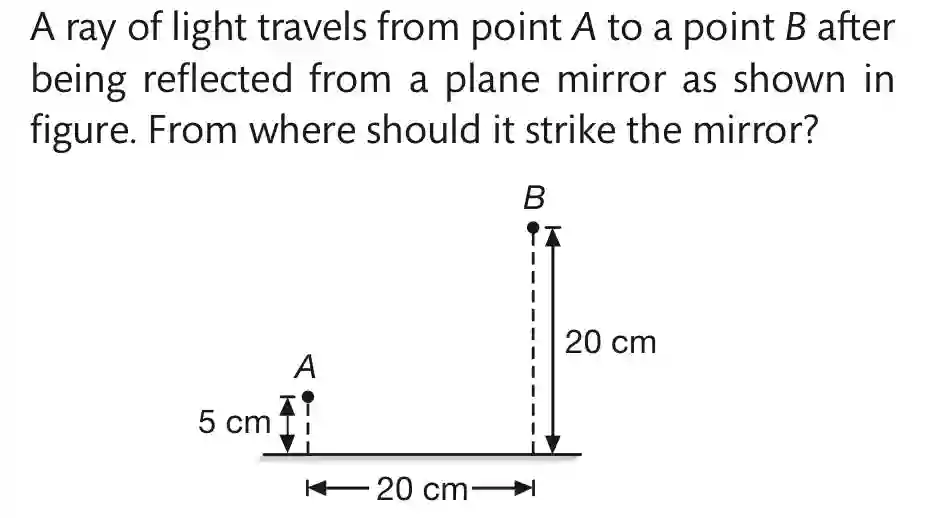 A ray of light travels from point A to a point B after
being reflected from a plane mirror as shown in
figure. From where should it strike the mirror?
B
20 cm
A
5 cm
20 cm